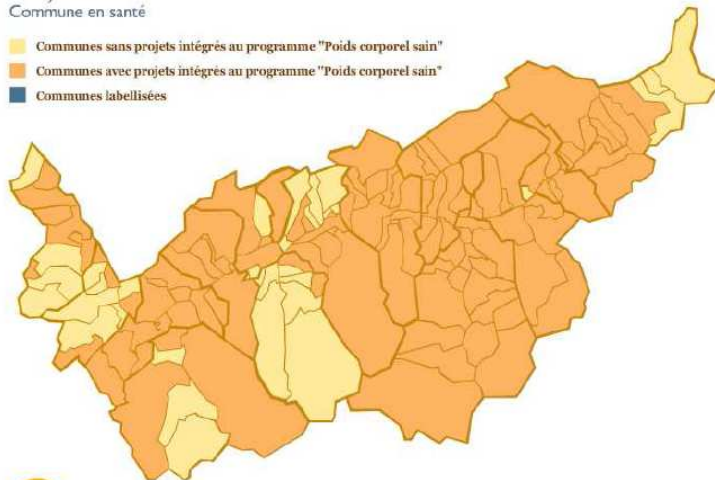 Commune en santé
Communes sans projets intégrés au programme "Poids corporel sain"
Communes avec projets intégrés au programme "Poids corporel sain"
Communes labellisées